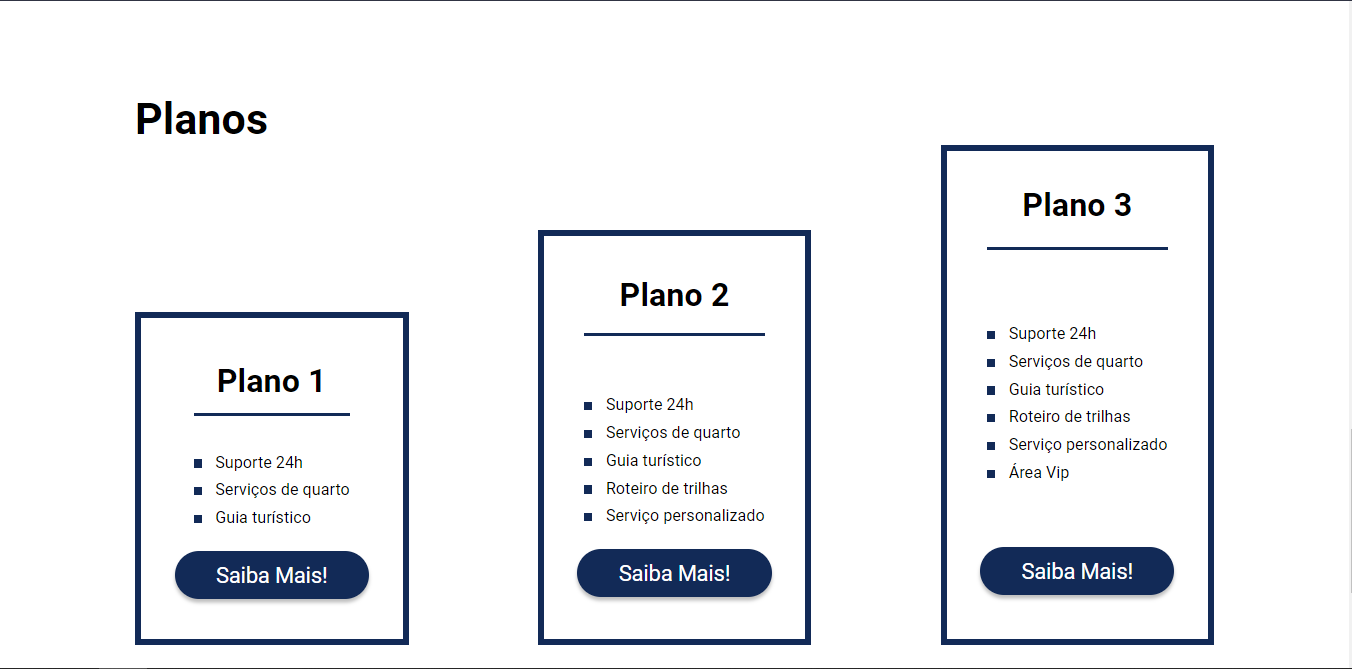 Planos
Plano 1
Suporte 24h
Serviços de quarto
Guia turístico
Saiba Mais!
Plano 2
Suporte 24h
Serviços de quarto
Guia turístico
Roteiro de trilhas
Serviço personalizado
Saiba Mais!
Plano 3
Suporte 24h
Serviços de quarto
Guia turístico
Roteiro de trilhas
Serviço personalizado
Área Vip
Saiba Mais!